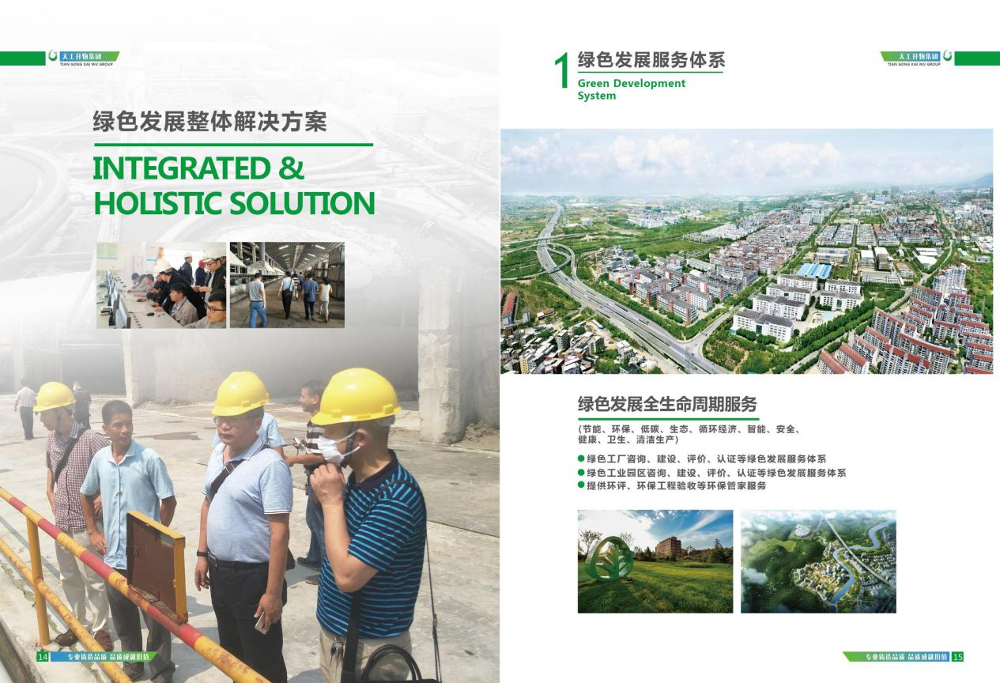 天工开物集团
TIAN GONG KAI WU GROUP
绿色发展整体解决方案
INTEGRATED &
HOLISTIC SOLUTION
14
专业铸造品质 品质成就价值
天工开物集团
TIAN GONG KAI WU GROUP
1
绿色发展服务体系
Green Development
System
绿色发展全生命周期服务
(节能、环保、低碳、生态、循环经济、智能、安全、
健康、卫生、清洁生产)
绿色工厂咨询、建设、评价、认证等绿色发展服务体系
绿色工业园区咨询、建设、评价、认证等绿色发展服务体系
提供环评、环保工程验收等环保管家服务
专业铸造品质 品质成就价值
15